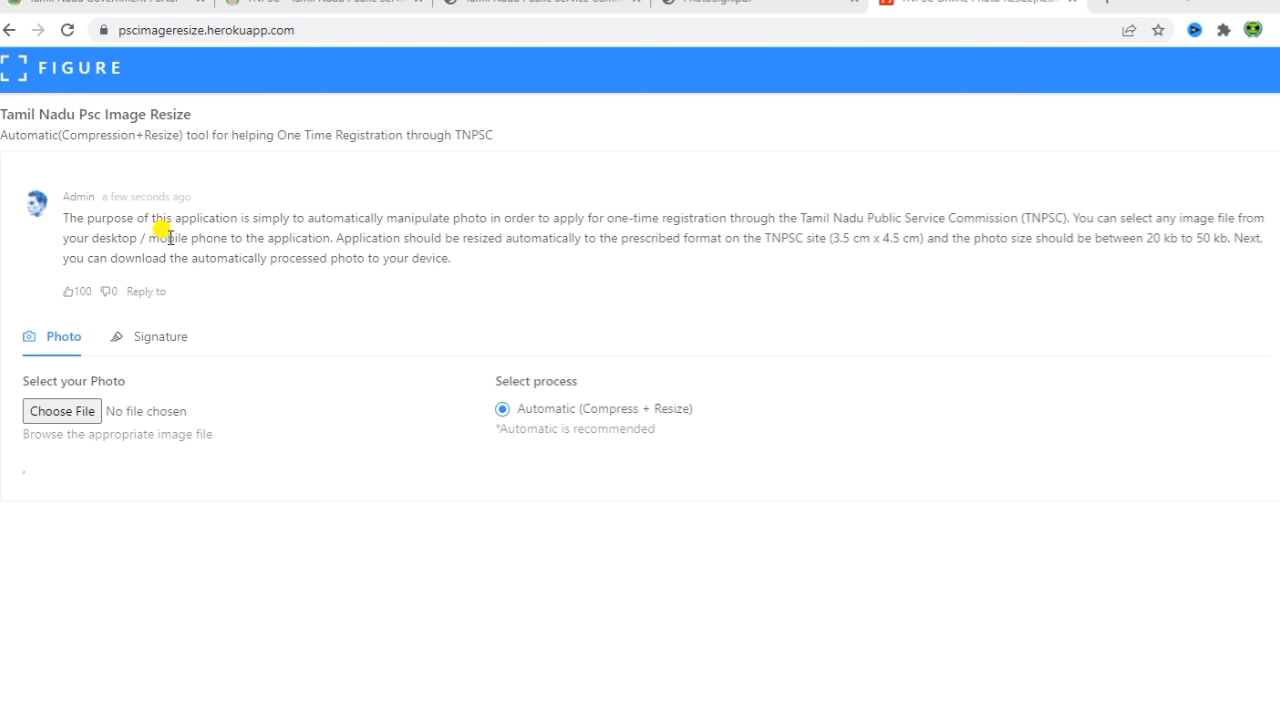 pscimageresize.herokuapp.com
FIGURE
Tamil Nadu Psc Image Resize
Automatic(Compression+Resize) tool for helping One Time Registration through TNPSC
Admin a few seconds ago
The purpose of this application is simply to automatically manipulate photo in order to apply for one-time registration through the Tamil Nadu Public Service Commission (TNPSC). You can select any image file from
your desktop / mobile phone to the application. Application should be resized automatically to the prescribed format on the TNPSC site (3.5 cm x 4.5 cm) and the photo size should be between 20 kb to 50 kb. Next,
you can download the automatically processed photo to your device.
100 0 Reply to
Photo Signature
Select your Photo Select process
Choose File No file chosen Automatic (Compress + Resize)
Browse the appropriate image file *Automatic is recommended
,